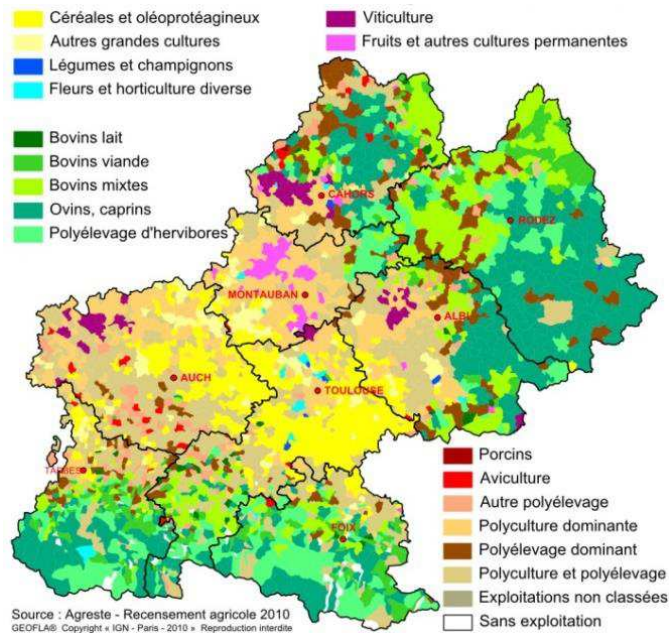 Céréales et oléoprotéagineux
Autres grandes cultures
Légumes et champignons
Fleurs et horticulture diverse
Viticulture
Fruits et autres cultures permanentes
Bovins lait
Bovins viande
Bovins mixtes
Ovins, caprins
Polyélevage d'hervibores
CAHORS
RODEZ
MONTAUBAN
ALBI
AUCH
TOULOUSE
TARBES
FOIX
Porcins
Aviculture
Autre polyélevage
Polyculture dominante
Polyélevage dominant
Polyculture et polyélevage
Exploitations non classées
Sans exploitation
Source : Agreste - Recensement agricole 2010
GEOFLA® Copyright « IGN - Paris - 2010 » Reproduction interdite